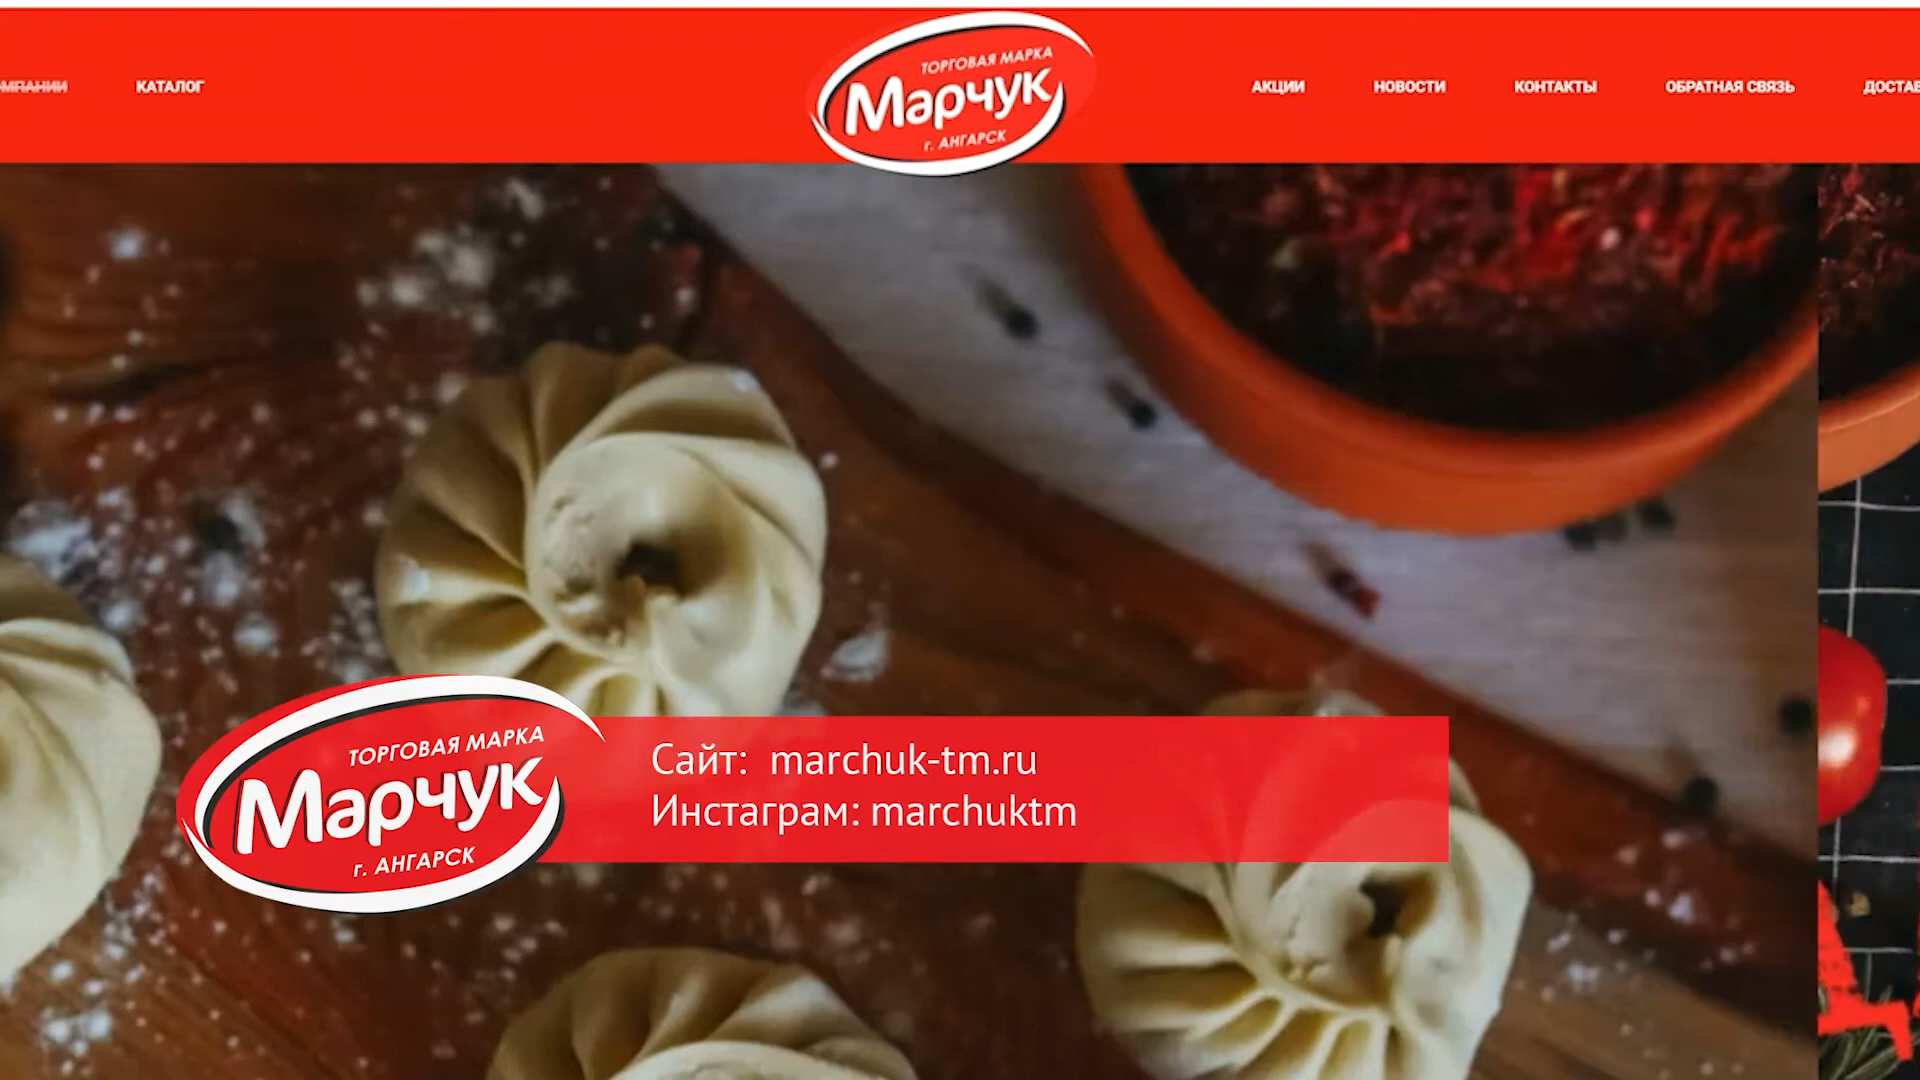 КАТАЛОГ
ТОРГОВАЯ МАРКА
Марчук
г. АНГАРСК
АКЦИИ
НОВОСТИ
КОНТАКТЫ
ОБРАТНАЯ СВЯЗЬ
ТОРГОВАЯ МАРКА
Марчук
г. АНГАРСК
Сайт: marchuk-tm.ru
Инстаграм: marchuktm